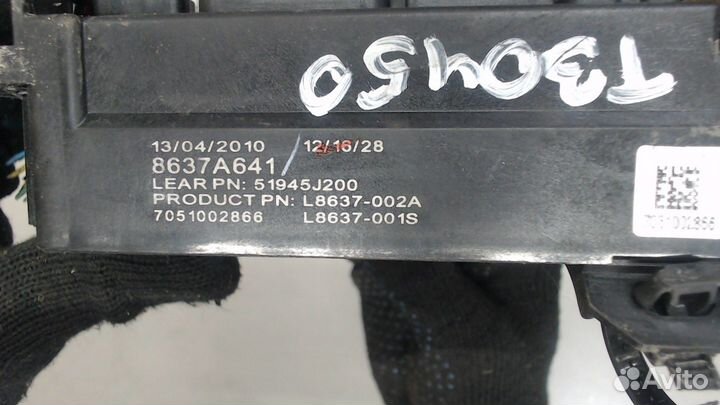 T30450
13/04/2010 12/16/28
8637A641
LEAR PN: 51945J200
PRODUCT PN: L8637-002A
7051002866 L8637-001S
7051002866
Avito